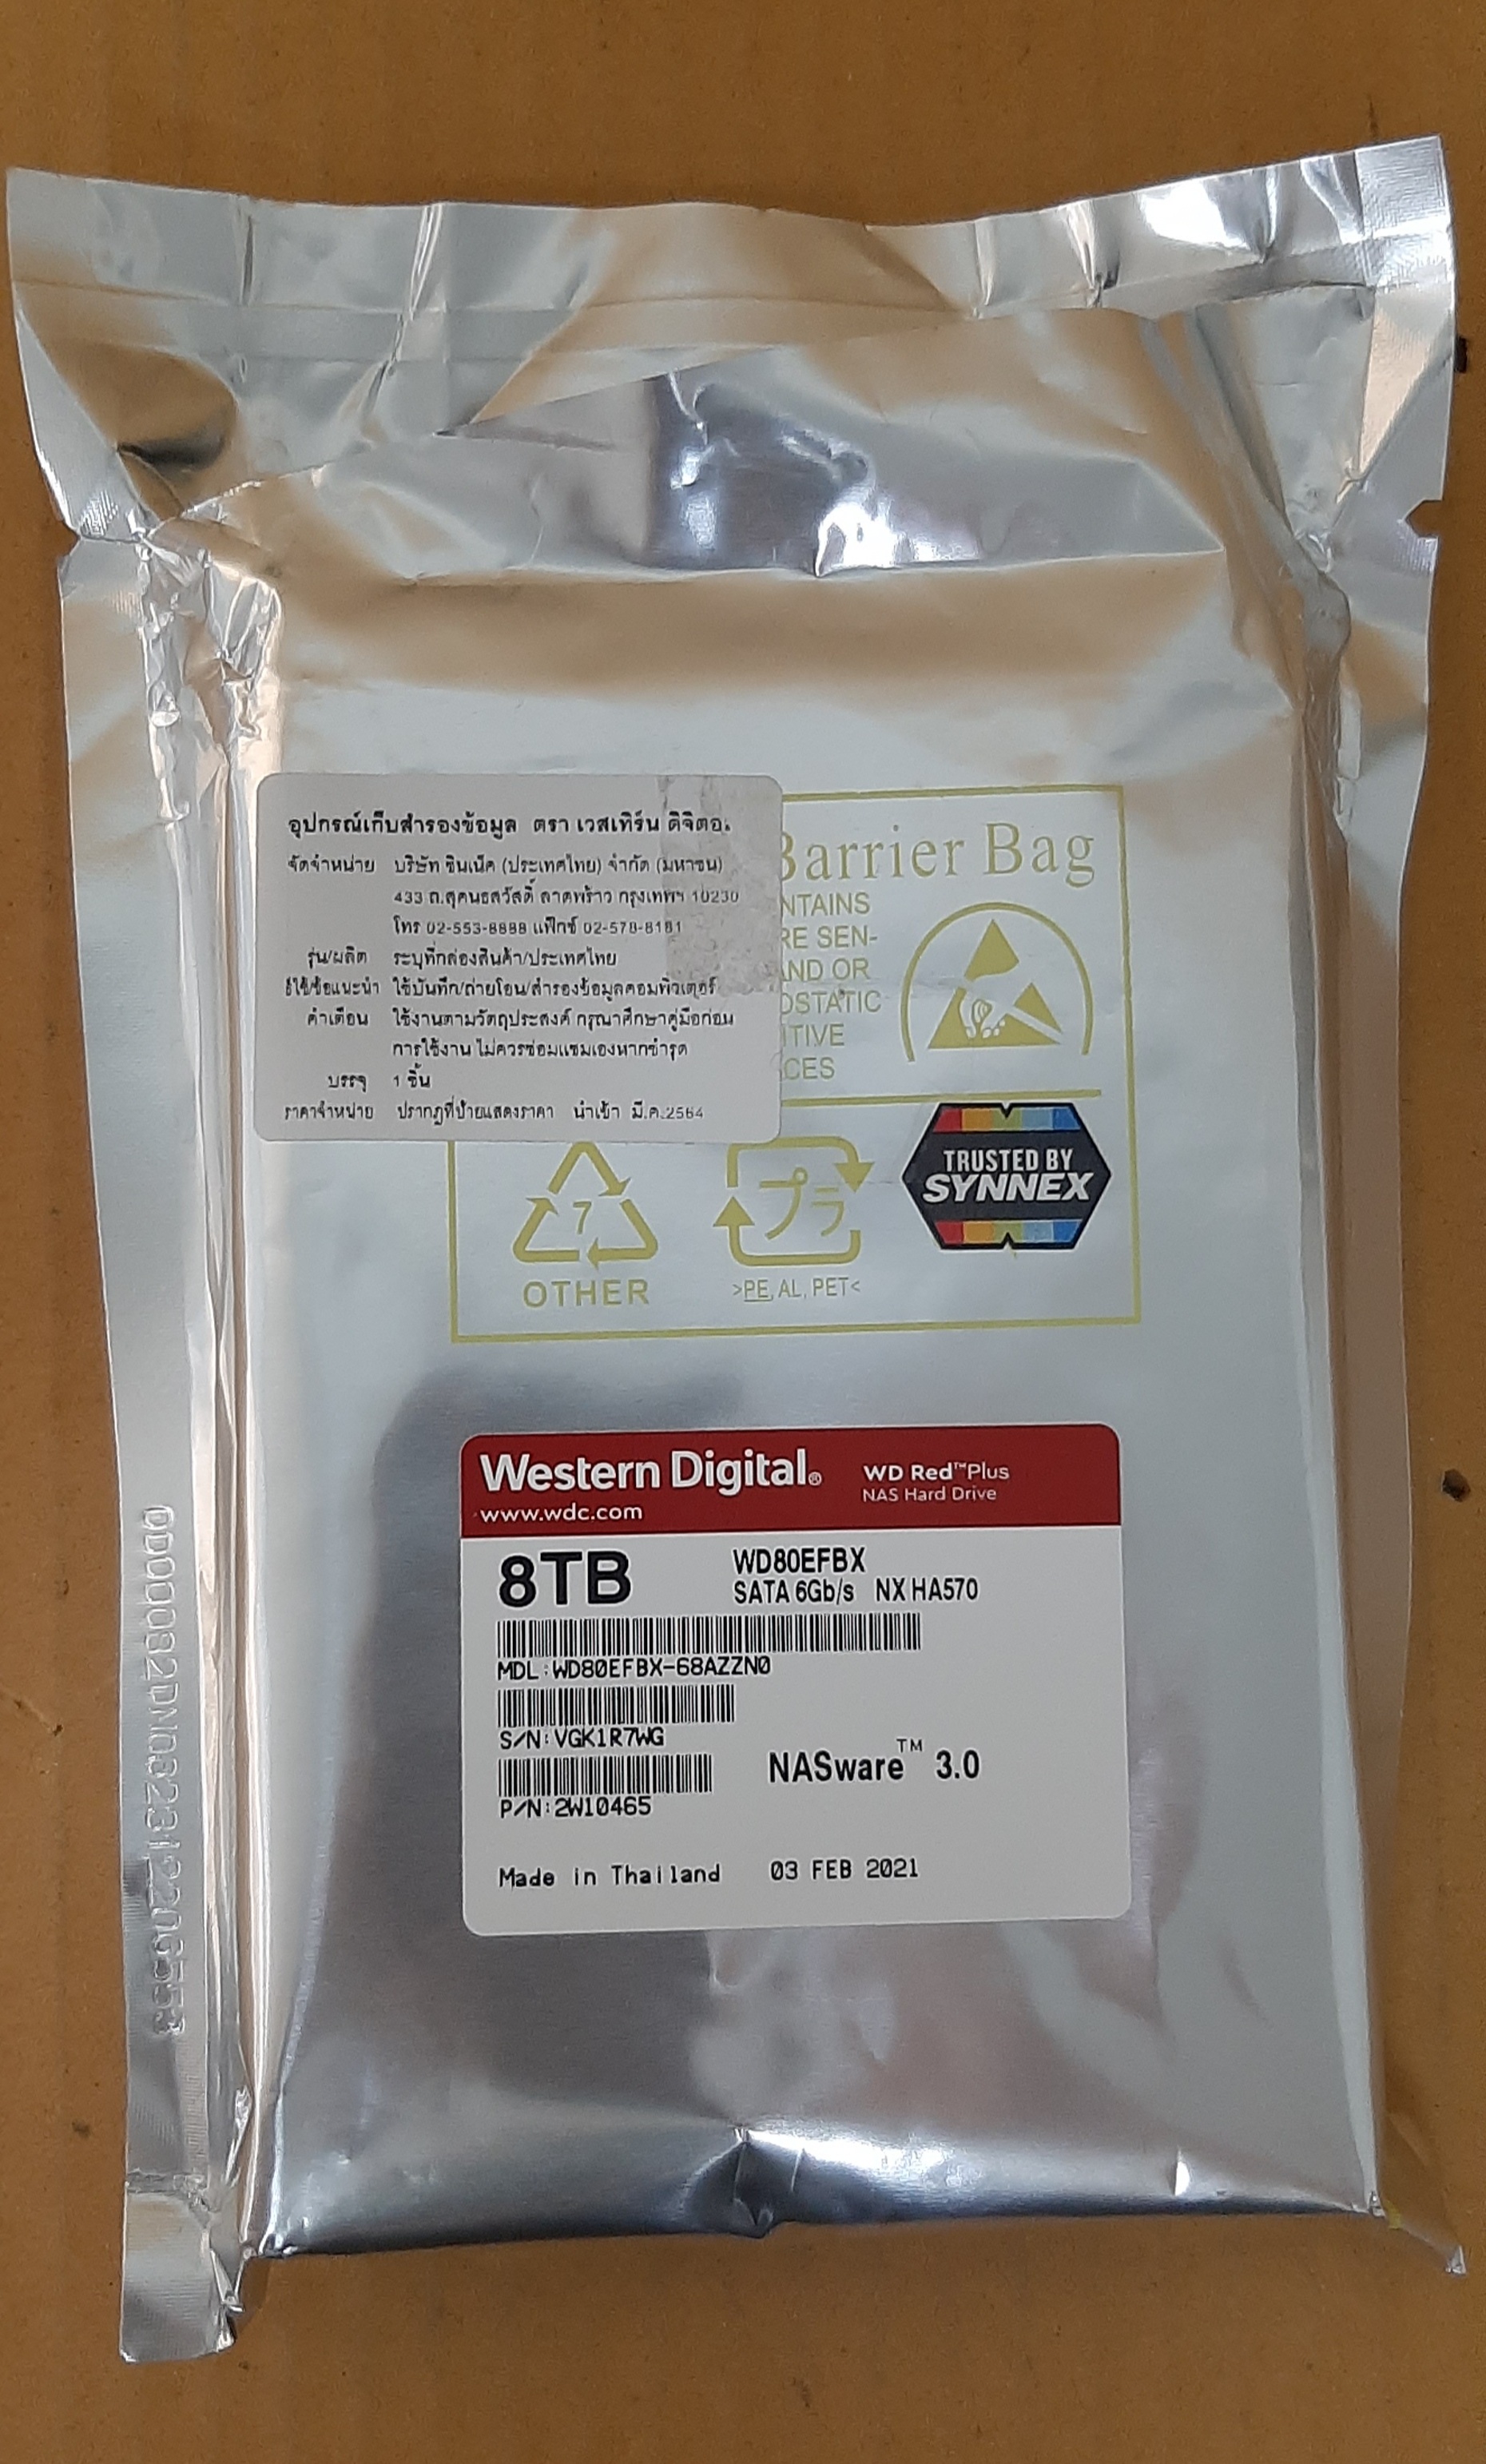 อุปกรณ์เก็บสำรองข้อมูล ตรา เวสเทิร์น ดิจิตอล
จัดจำหน่าย บริษัท ซินเน็ค (ประเทศไทย) จำกัด (มหาชน)
433 ถ.สุคนธสวัสดิ์ ลาดพร้าว กรุงเทพฯ 10230
โทร 02-553-8888 แฟ็กซ์ 02-578-8181
รุ่น/ผลิต ระบุที่กล่องสินค้า/ประเทศไทย
ธีใช้/ข้อแนะนำ ใช้บันทึก/ถ่ายโอน/สำรองข้อมูลคอมพิวเตอร์
คำเตือน ใช้งานตามวัตถุประสงค์ กรุณาศึกษาคู่มือก่อน
การใช้งาน ไม่ควรซ่อมแซมเองหากชำรุด
บรรจุ 1 ชิ้น
ราคาจำหน่าย ปรากฏที่ป้ายแสดงราคา นำเข้า มี.ค.2564
Barrier Bag
NTAINS
RE SEN-
AND OR
OSTATIC
ITIVE
CES
TRUSTED BY
SYNNEX
7
OTHER
プラ
>PE, AL, PET<
Western Digital® WD Red™ Plus
www.wdc.com NAS Hard Drive
8TB WD80EFBX
SATA 6Gb/s NX HA570
MDL:WD80EFBX-68AZZN0
S/N:VGK1R7WG
NASware™ 3.0
P/N:2W10465
Made in Thailand 03 FEB 2021